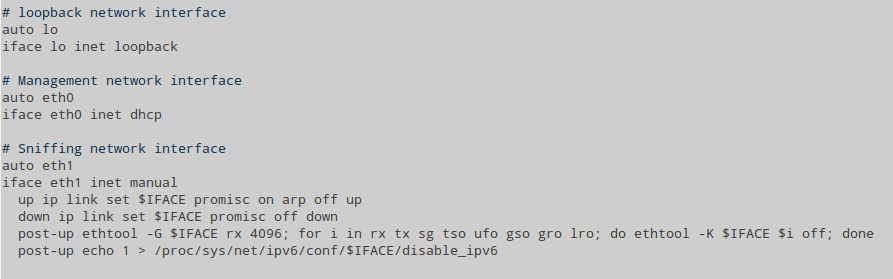 # loopback network interface
auto lo
iface lo inet loopback
# Management network interface
auto eth0
iface eth0 inet dhcp
# Sniffing network interface
auto eth1
iface eth1 inet manual
up ip link set $IFACE promisc on arp off up
down ip link set $IFACE promisc off down
post-up ethtool -G $IFACE rx 4096; for i in rx tx sg tso ufo gso gro lro; do ethtool -K $IFACE $i off; done
post-up echo 1 > /proc/sys/net/ipv6/conf/$IFACE/disable_ipv6